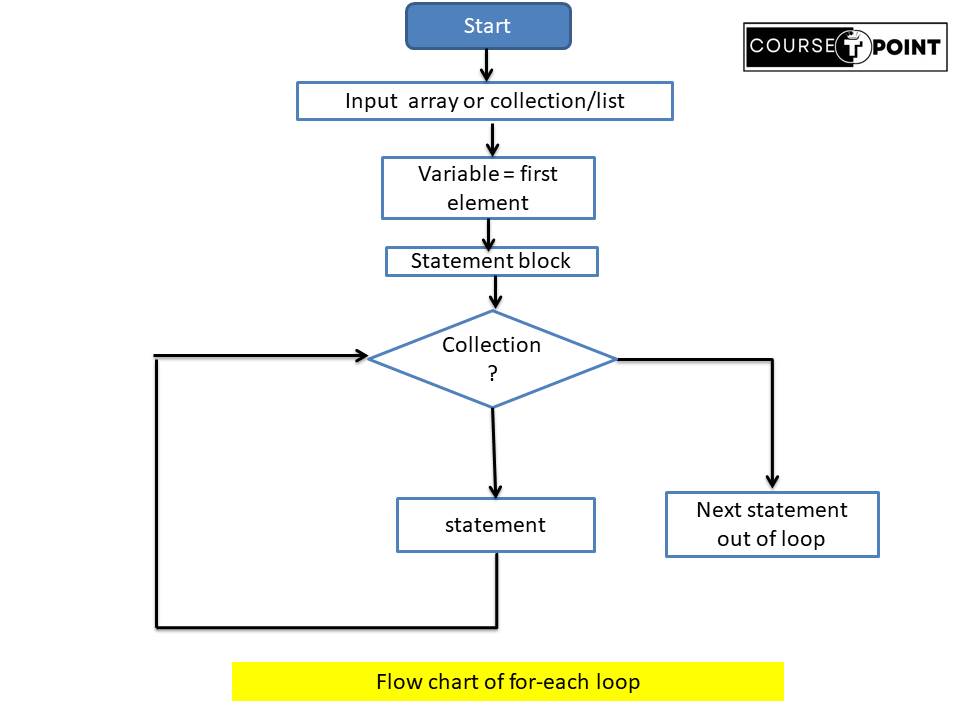 Start
COURSE POINT
Input array or collection/list
Variable = first
element
Statement block
Collection
?
statement
Next statement
out of loop
Flow chart of for-each loop